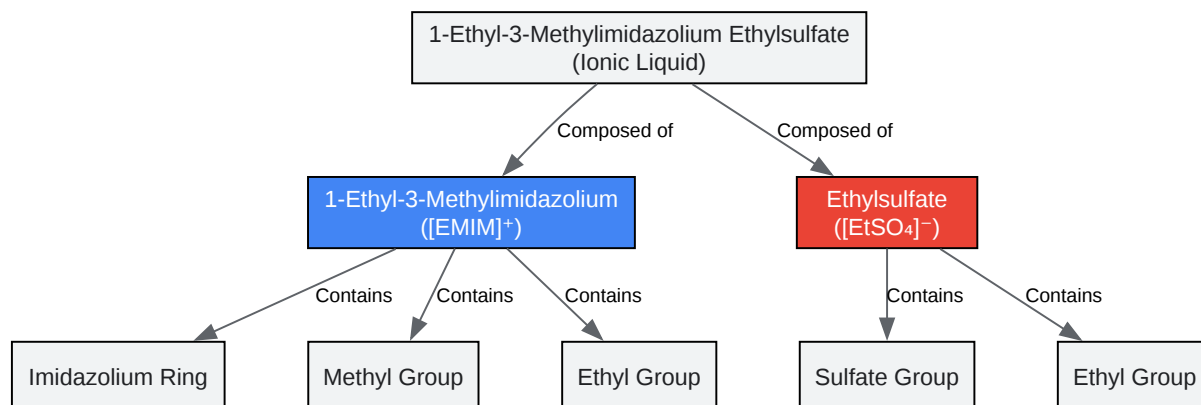 1-Ethyl-3-Methylimidazolium Ethylsulfate
(Ionic Liquid)
Composed of
Composed of
1-Ethyl-3-Methylimidazolium
([EMIM]⁺)
Ethylsulfate
([EtSO₄]⁻)
Contains
Contains
Contains
Contains
Contains
Imidazolium Ring
Methyl Group
Ethyl Group
Sulfate Group
Ethyl Group